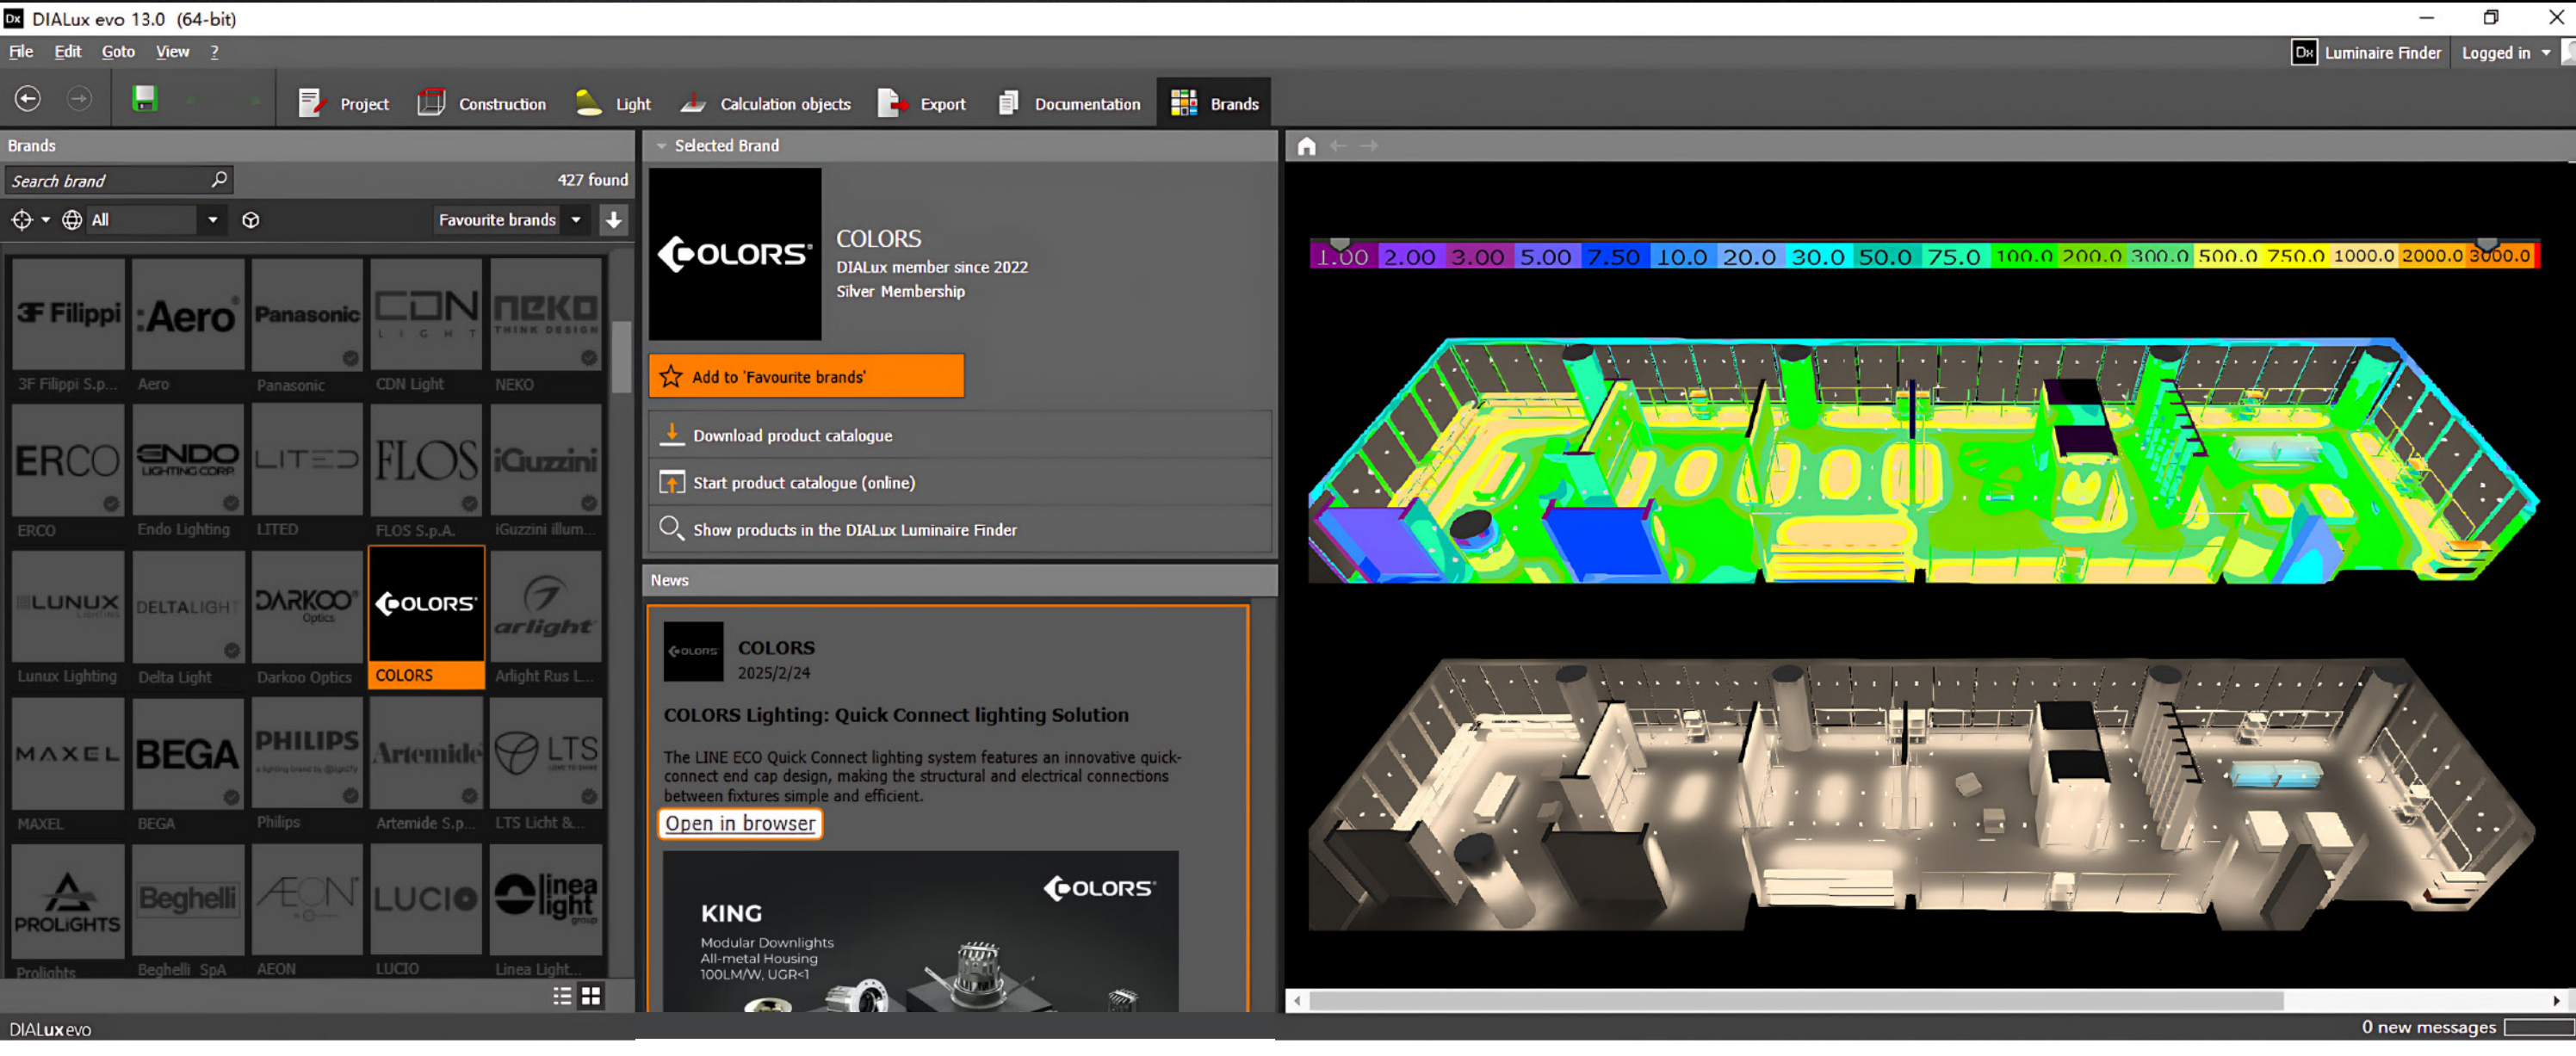 DIALux evo 13.0 (64-bit)
File Edit Goto View ?
Luminaire Finder
Logged in
Project
Construction
Light
Calculation objects
Export
Documentation
Brands
Brands
Search brand
427 found
All
Favourite brands
3F Filippi
:Aero
Panasonic
CDN
LIGHT
neko
THINK DESIGN
3F Filippi S.p...
Aero
Panasonic
CDN Light
NEKO
ERCO
ENDO
LIGHTING CORP.
LITED
FLOS
iGuzzini
ERCO
Endo Lighting
LITED
FLOS S.p.A.
iGuzzini illum...
LUNUX
LIGHTING
DELTALIGHT
DARKOO
Optics
COLORS
arlight
Lunux Lighting
Delta Light
Darkoo Optics
COLORS
Arlight Rus L...
MAXEL
BEGA
PHILIPS
Artemide
LTS
MAXEL
BEGA
Philips
Artemide S.p...
LTS Licht &...
PROLIGHTS
Beghelli
ÆON
LUCIO
linea
light
group
Prolights
Beghelli SpA
AEON
LUCIO
Linea Light...
DIALux evo
Selected Brand
COLORS®
COLORS
DIALux member since 2022
Silver Membership
Add to 'Favourite brands'
Download product catalogue
Start product catalogue (online)
Show products in the DIALux Luminaire Finder
News
COLORS
COLORS
2025/2/24
COLORS Lighting: Quick Connect lighting Solution
The LINE ECO Quick Connect lighting system features an innovative quick-
connect end cap design, making the structural and electrical connections
between fixtures simple and efficient.
Open in browser
COLORS
KING
Modular Downlights
All-metal Housing
100LM/W, UGR<1
1.00 2.00 3.00 5.00 7.50 10.0 20.0 30.0 50.0 75.0 100.0 200.0 300.0 500.0 750.0 1000.0 2000.0 3000.0
0 new messages